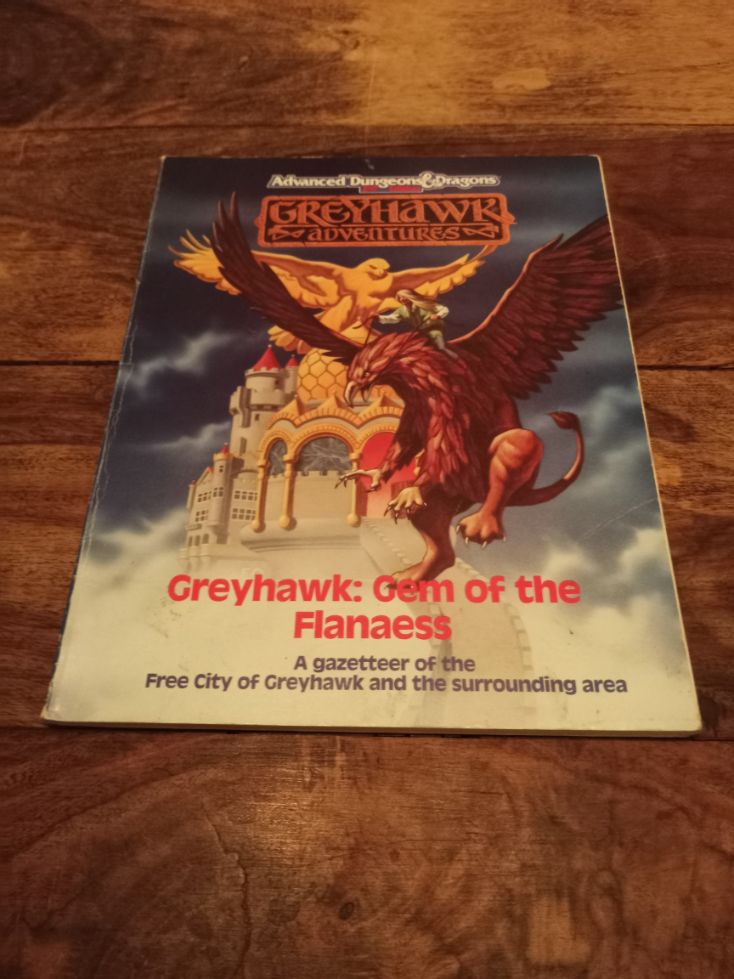 Advanced Dungeons & Dragons
GREYHAWK
ADVENTURES
Greyhawk: Gem of the
Flanaess
A gazetteer of the
Free City of Greyhawk and the surrounding area